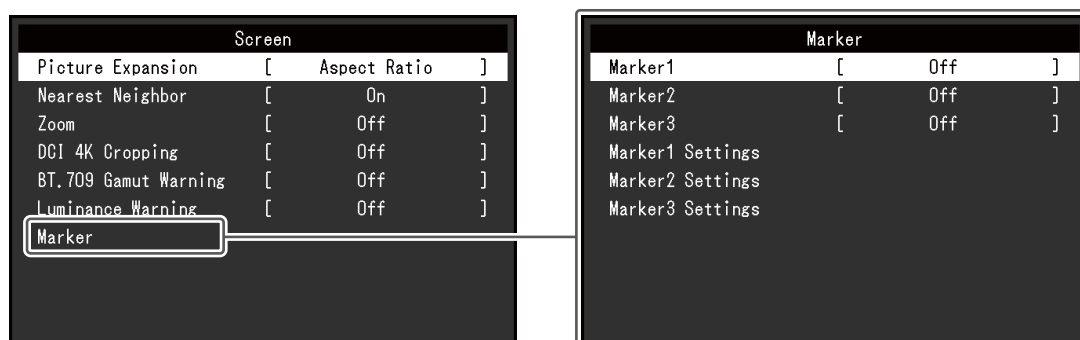 Screen
Picture Expansion [ Aspect Ratio ]
Nearest Neighbor [ On ]
Zoom [ Off ]
DCI 4K Cropping [ Off ]
BT.709 Gamut Warning [ Off ]
Luminance Warning [ Off ]
Marker
Marker
Marker1 [ Off ]
Marker2 [ Off ]
Marker3 [ Off ]
Marker1 Settings
Marker2 Settings
Marker3 Settings